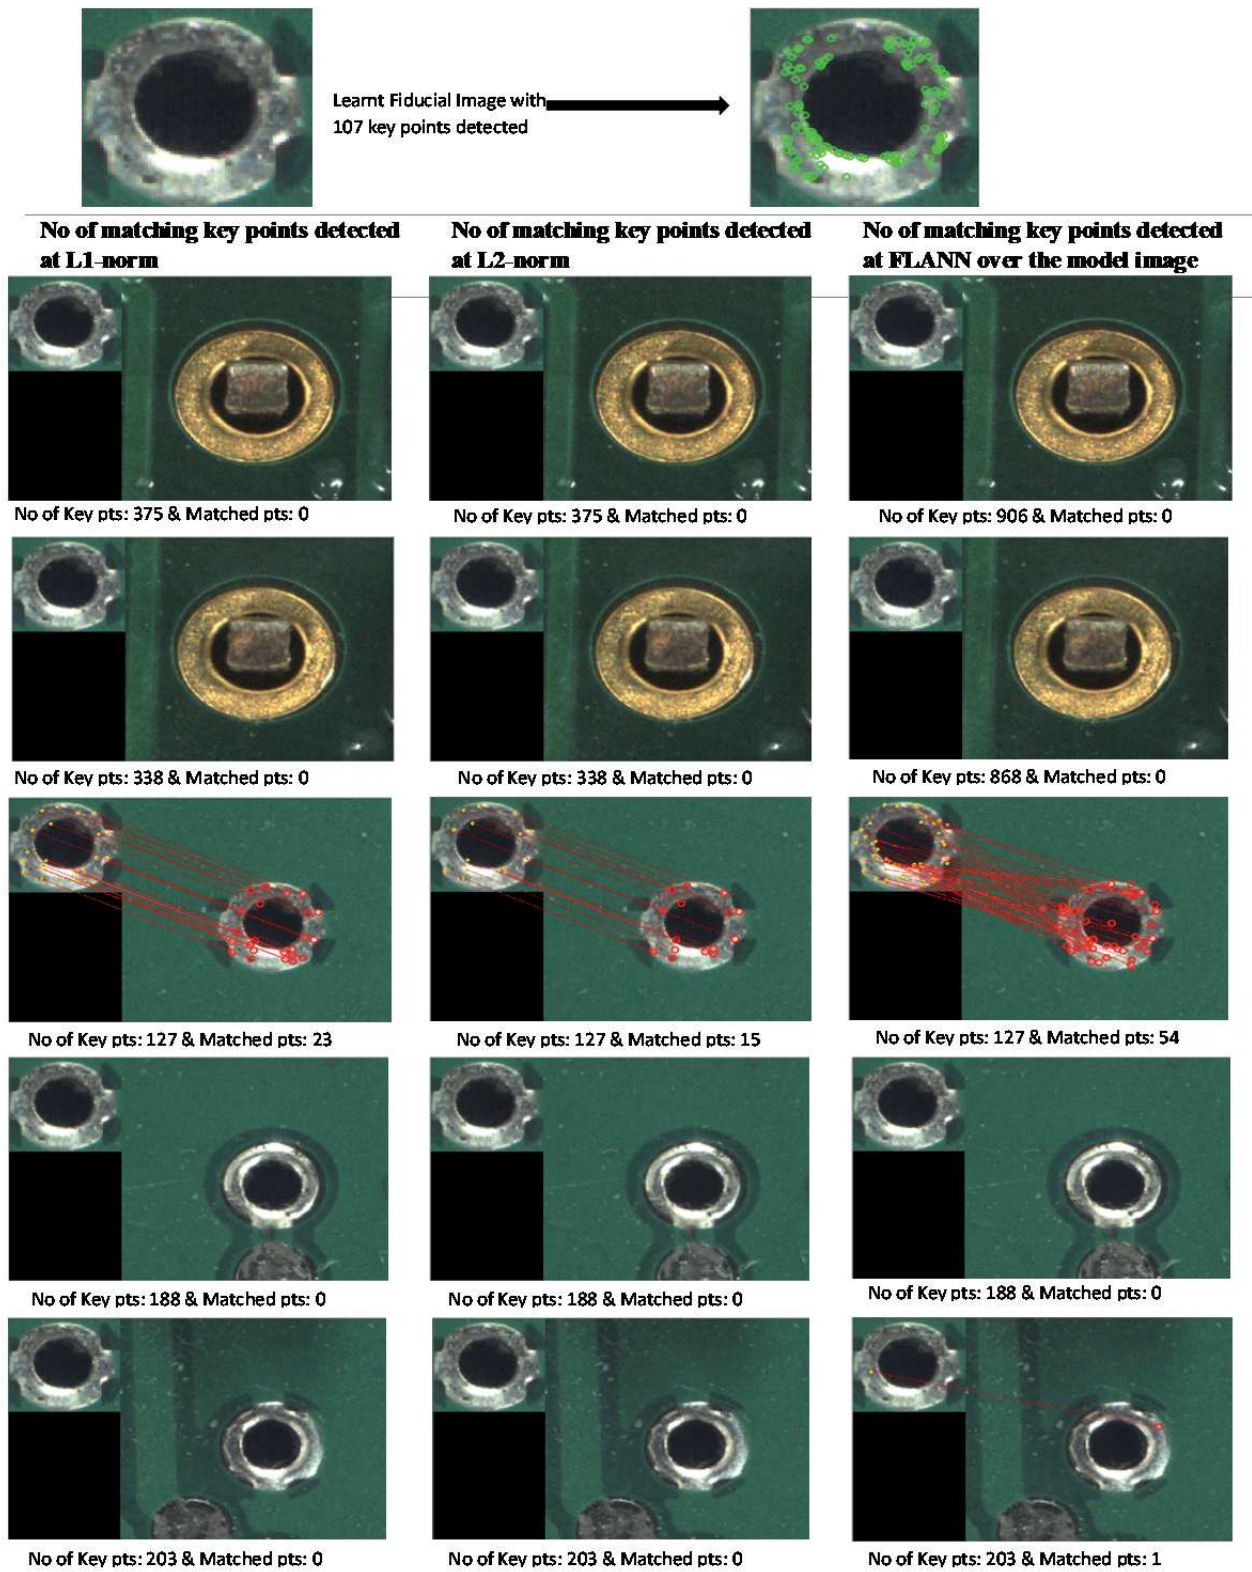 Learnt Fiducial Image with
107 key points detected
No of matching key points detected
at L1-norm
No of matching key points detected
at L2-norm
No of matching key points detected
at FLANN over the model image
No of Key pts: 375 & Matched pts: 0
No of Key pts: 375 & Matched pts: 0
No of Key pts: 906 & Matched pts: 0
No of Key pts: 338 & Matched pts: 0
No of Key pts: 338 & Matched pts: 0
No of Key pts: 868 & Matched pts: 0
No of Key pts: 127 & Matched pts: 23
No of Key pts: 127 & Matched pts: 15
No of Key pts: 127 & Matched pts: 54
No of Key pts: 188 & Matched pts: 0
No of Key pts: 188 & Matched pts: 0
No of Key pts: 188 & Matched pts: 0
No of Key pts: 203 & Matched pts: 0
No of Key pts: 203 & Matched pts: 0
No of Key pts: 203 & Matched pts: 1